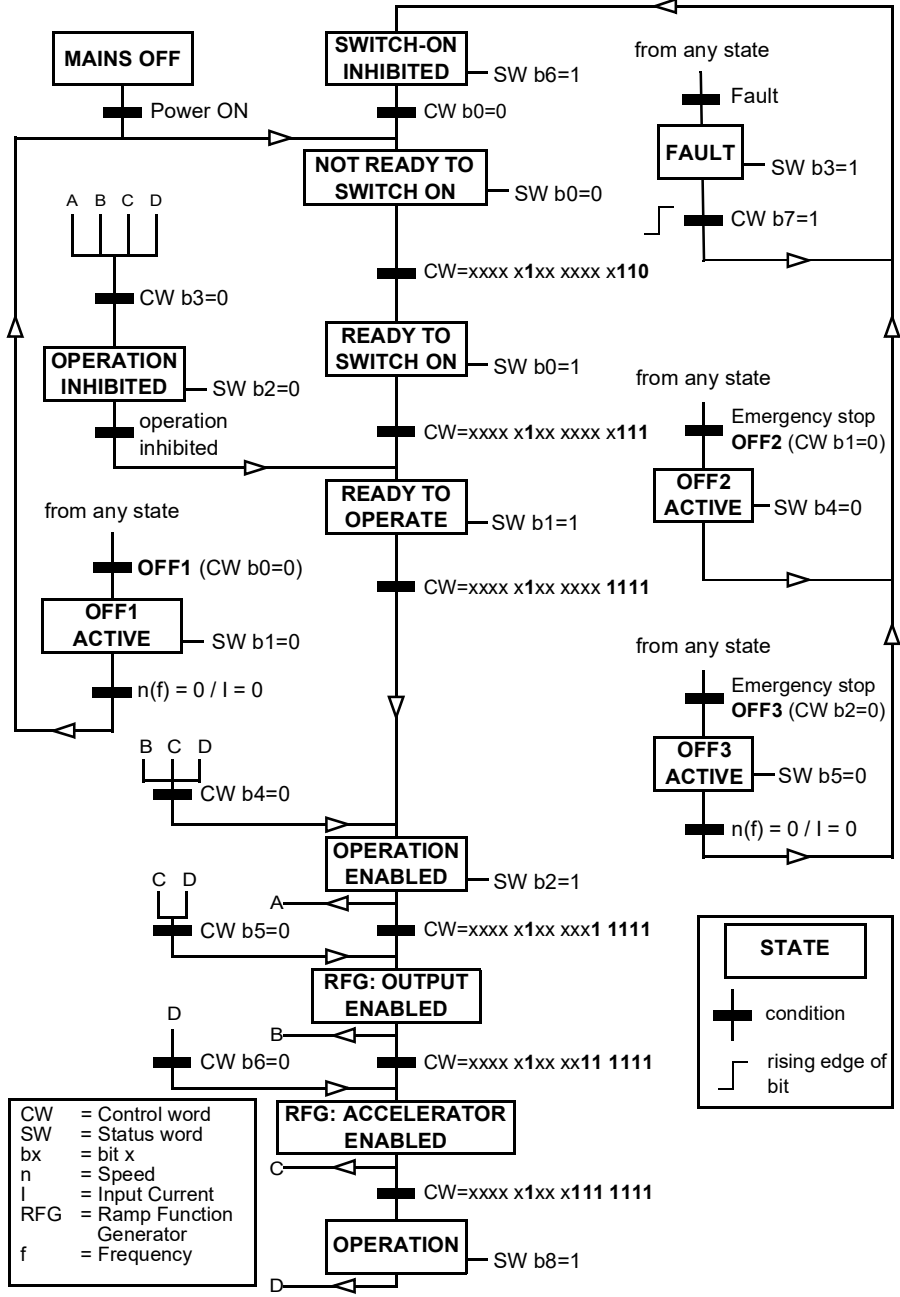 MAINS OFF
Power ON
SWITCH-ON
INHIBITED
SW b6=1
CW b0=0
NOT READY TO
SWITCH ON
SW b0=0
CW=xxxx x1xx xxxx x110
READY TO
SWITCH ON
SW b0=1
CW=xxxx x1xx xxxx x111
READY TO
OPERATE
SW b1=1
CW=xxxx x1xx xxxx 1111
A B C D
CW b3=0
OPERATION
INHIBITED
SW b2=0
operation
inhibited
from any state
OFF1 (CW b0=0)
OFF1
ACTIVE
SW b1=0
n(f) = 0 / I = 0
from any state
Fault
FAULT
SW b3=1
CW b7=1
from any state
Emergency stop
OFF2 (CW b1=0)
OFF2
ACTIVE
SW b4=0
from any state
Emergency stop
OFF3 (CW b2=0)
OFF3
ACTIVE
SW b5=0
n(f) = 0 / I = 0
B C D
CW b4=0
OPERATION
ENABLED
SW b2=1
A
C D
CW b5=0
CW=xxxx x1xx xxx1 1111
RFG: OUTPUT
ENABLED
B
D
CW b6=0
CW=xxxx x1xx xx11 1111
RFG: ACCELERATOR
ENABLED
C
CW=xxxx x1xx x111 1111
OPERATION
SW b8=1
D
CW = Control word
SW = Status word
bx = bit x
n = Speed
I = Input Current
RFG = Ramp Function
Generator
f = Frequency
STATE
condition
rising edge of
bit